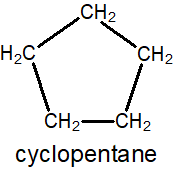 CH₂
H₂C CH₂
CH₂ CH₂
cyclopentane